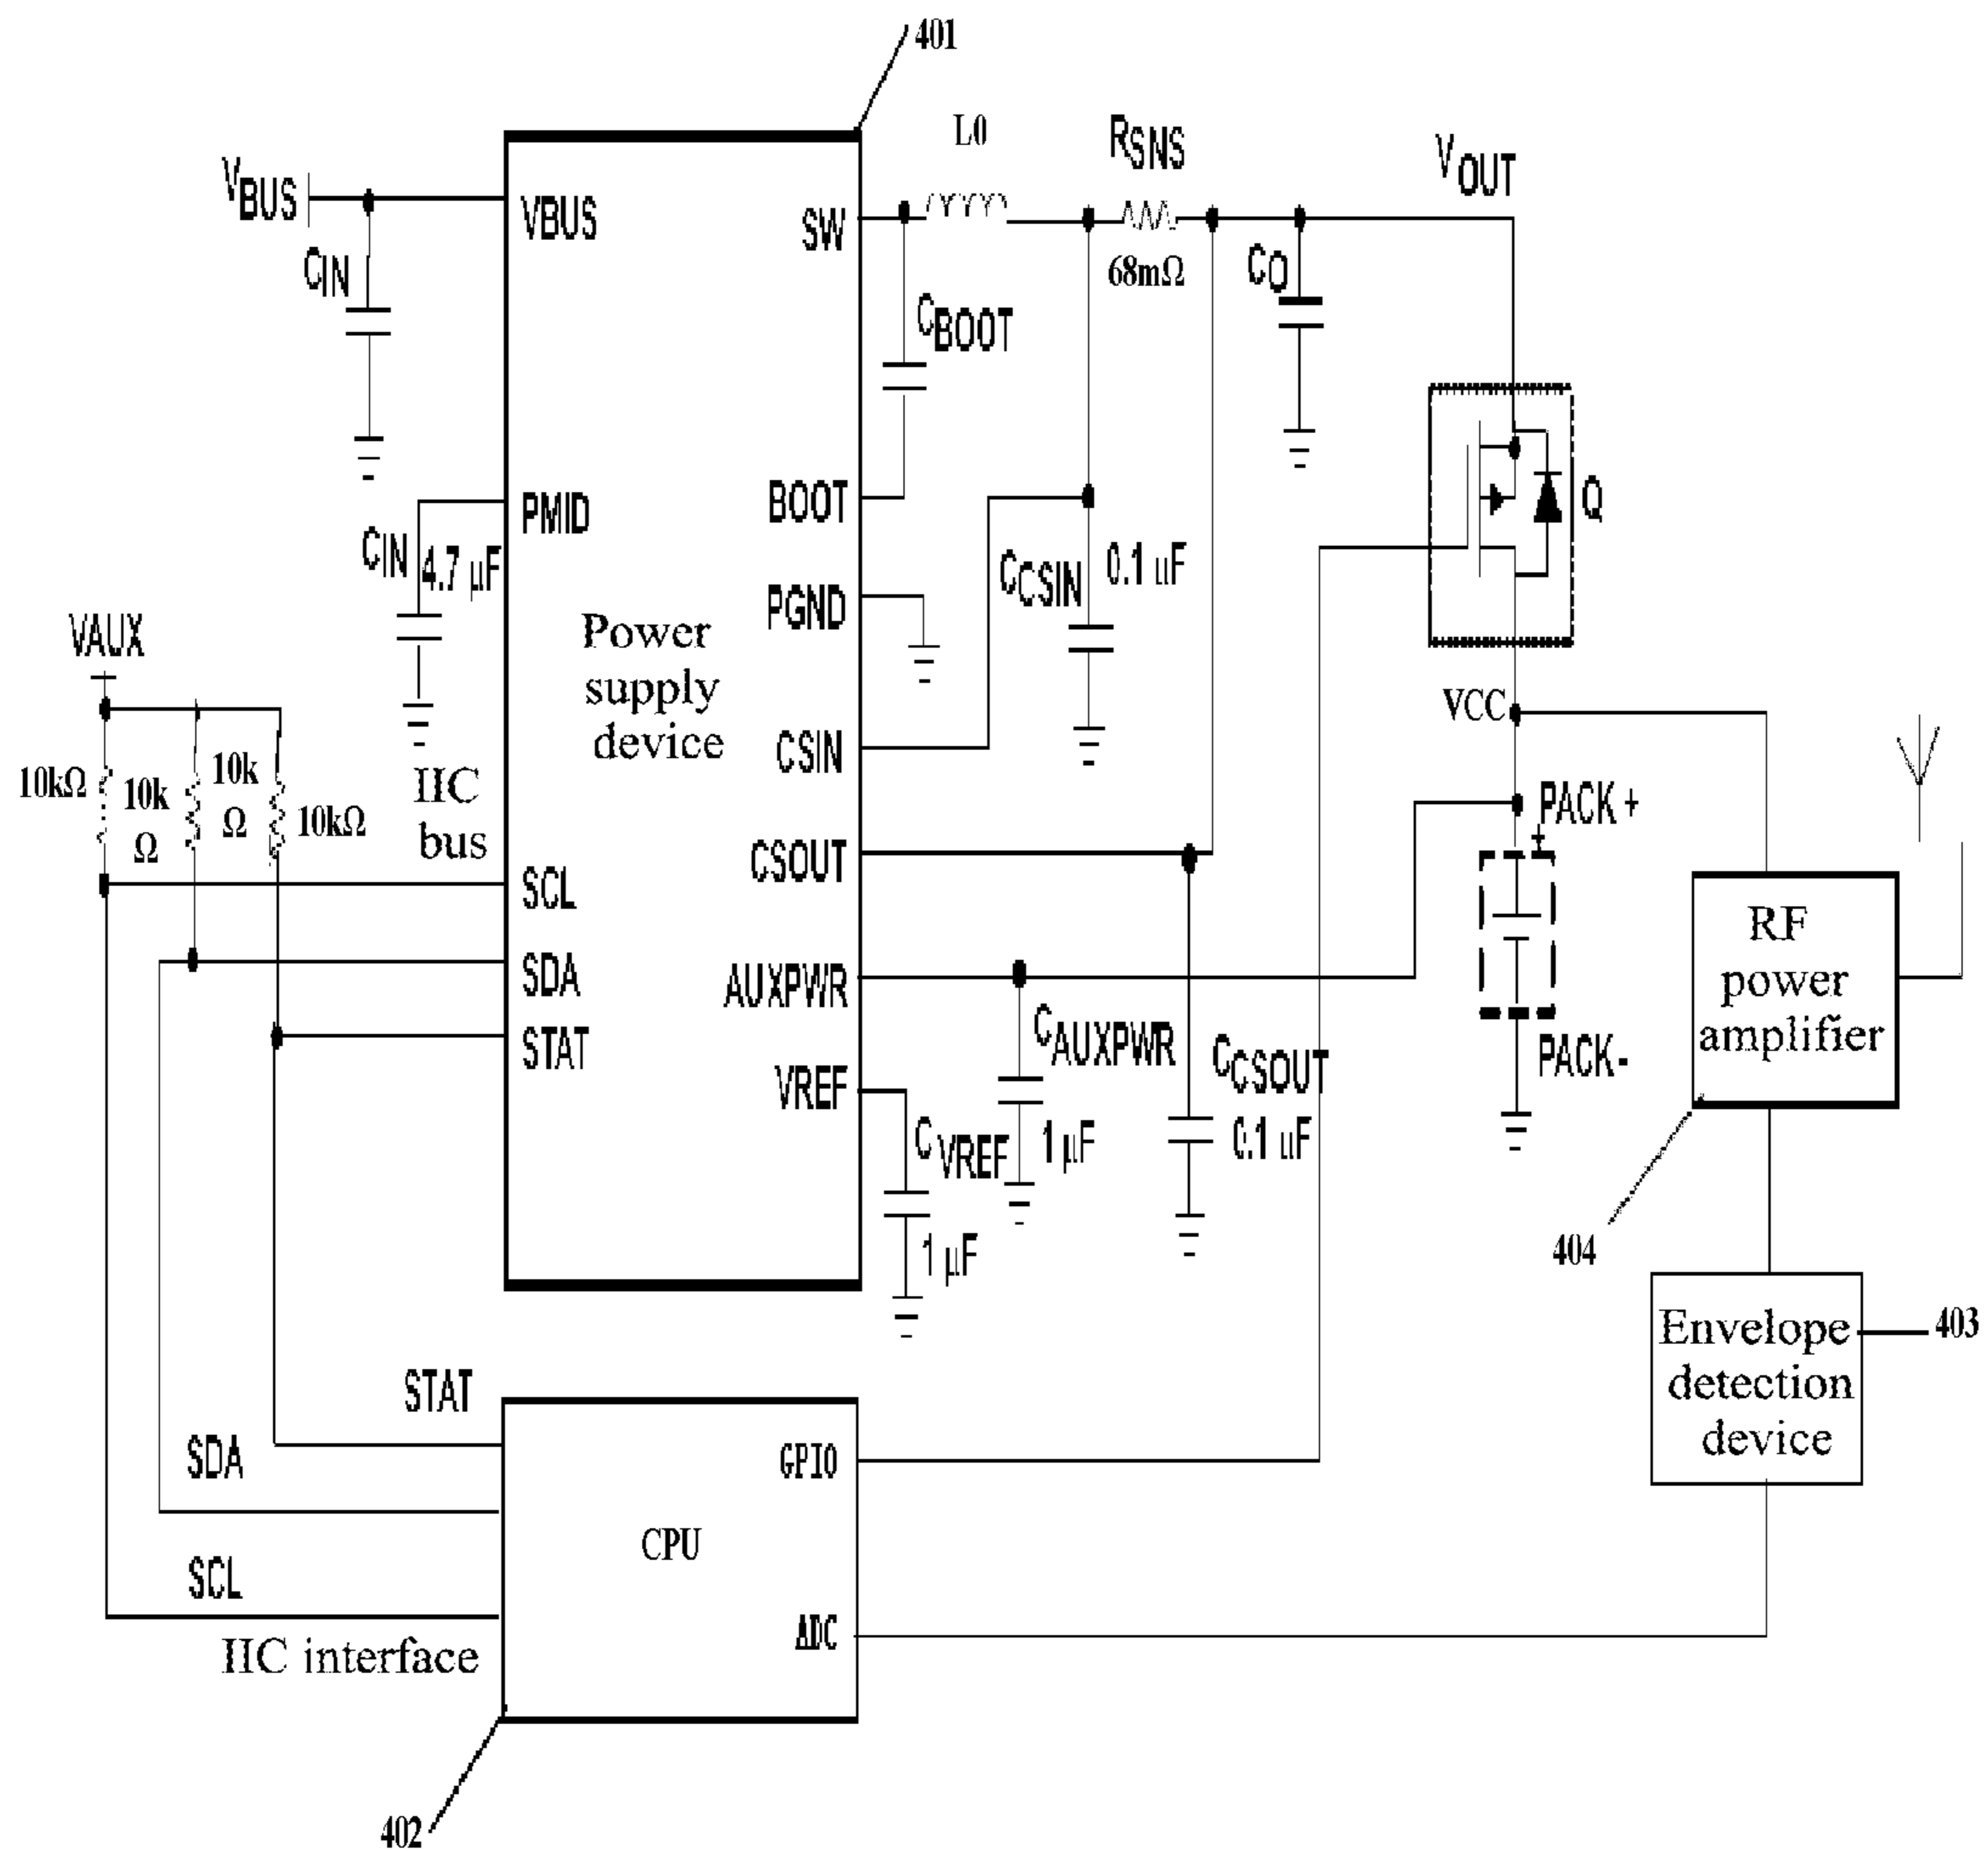 401
L0
RSNS
VOUT
VBUS
VBUS
SW
CIN
68mΩ
CO
CBOOT
PMID
BOOT
Q
CIN
4.7 µF
CCSIN
0.1 uF
PGND
VAUX
Power
supply
device
VCC
CSIN
10kΩ
10k
Ω
10k
Ω
10kΩ
IIC
bus
PACK +
+
CSOUT
SCL
RF
power
amplifier
SDA
AUXPWR
STAT
CAUXPWR
1 µF
CCSOUT
0.1 uF
PACK-
VREF
CVREF
1 µF
404
Envelope
detection
device
403
STAT
SDA
GPIO
CPU
SCL
ADC
IIC interface
402